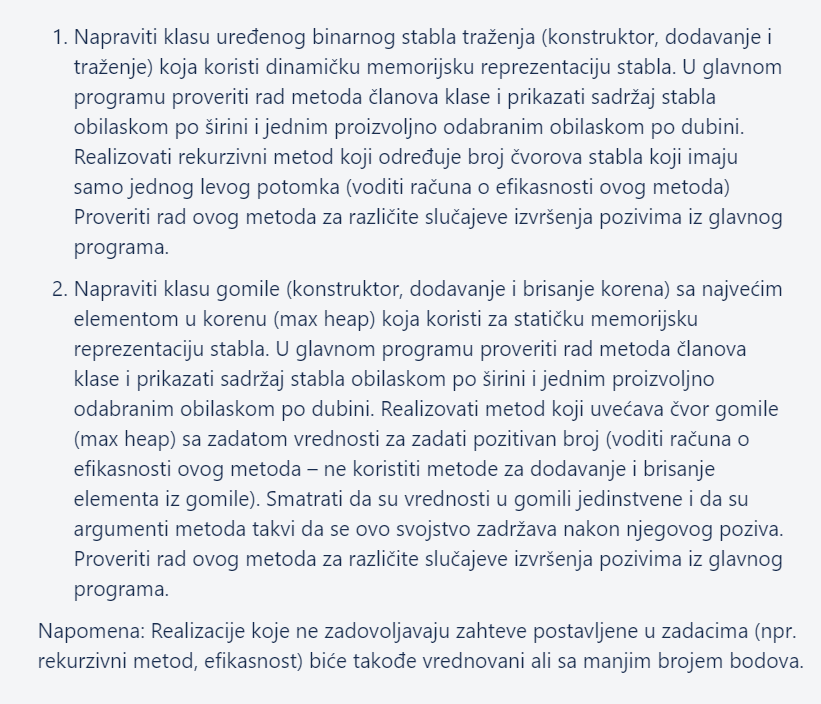 1. Napraviti klasu uređenog binarnog stabla traženja (konstruktor, dodavanje i
traženje) koja koristi dinamičku memorijsku reprezentaciju stabla. U glavnom
programu proveriti rad metoda članova klase i prikazati sadržaj stabla
obilaskom po širini i jednim proizvoljno odabranim obilaskom po dubini.
Realizovati rekurzivni metod koji određuje broj čvorova stabla koji imaju
samo jednog levog potomka (voditi računa o efikasnosti ovog metoda)
Proveriti rad ovog metoda za različite slučajeve izvršenja pozivima iz glavnog
programa.
2. Napraviti klasu gomile (konstruktor, dodavanje i brisanje korena) sa najvećim
elementom u korenu (max heap) koja koristi za statičku memorijsku
reprezentaciju stabla. U glavnom programu proveriti rad metoda članova
klase i prikazati sadržaj stabla obilaskom po širini i jednim proizvoljno
odabranim obilaskom po dubini. Realizovati metod koji uvećava čvor gomile
(max heap) sa zadatom vrednosti za zadati pozitivan broj (voditi računa o
efikasnosti ovog metoda – ne koristiti metode za dodavanje i brisanje
elementa iz gomile). Smatrati da su vrednosti u gomili jedinstvene i da su
argumenti metoda takvi da se ovo svojstvo zadržava nakon njegovog poziva.
Proveriti rad ovog metoda za različite slučajeve izvršenja pozivima iz glavnog
programa.
Napomena: Realizacije koje ne zadovoljavaju zahteve postavljene u zadacima (npr.
rekurzivni metod, efikasnost) biće takođe vrednovani ali sa manjim brojem bodova.